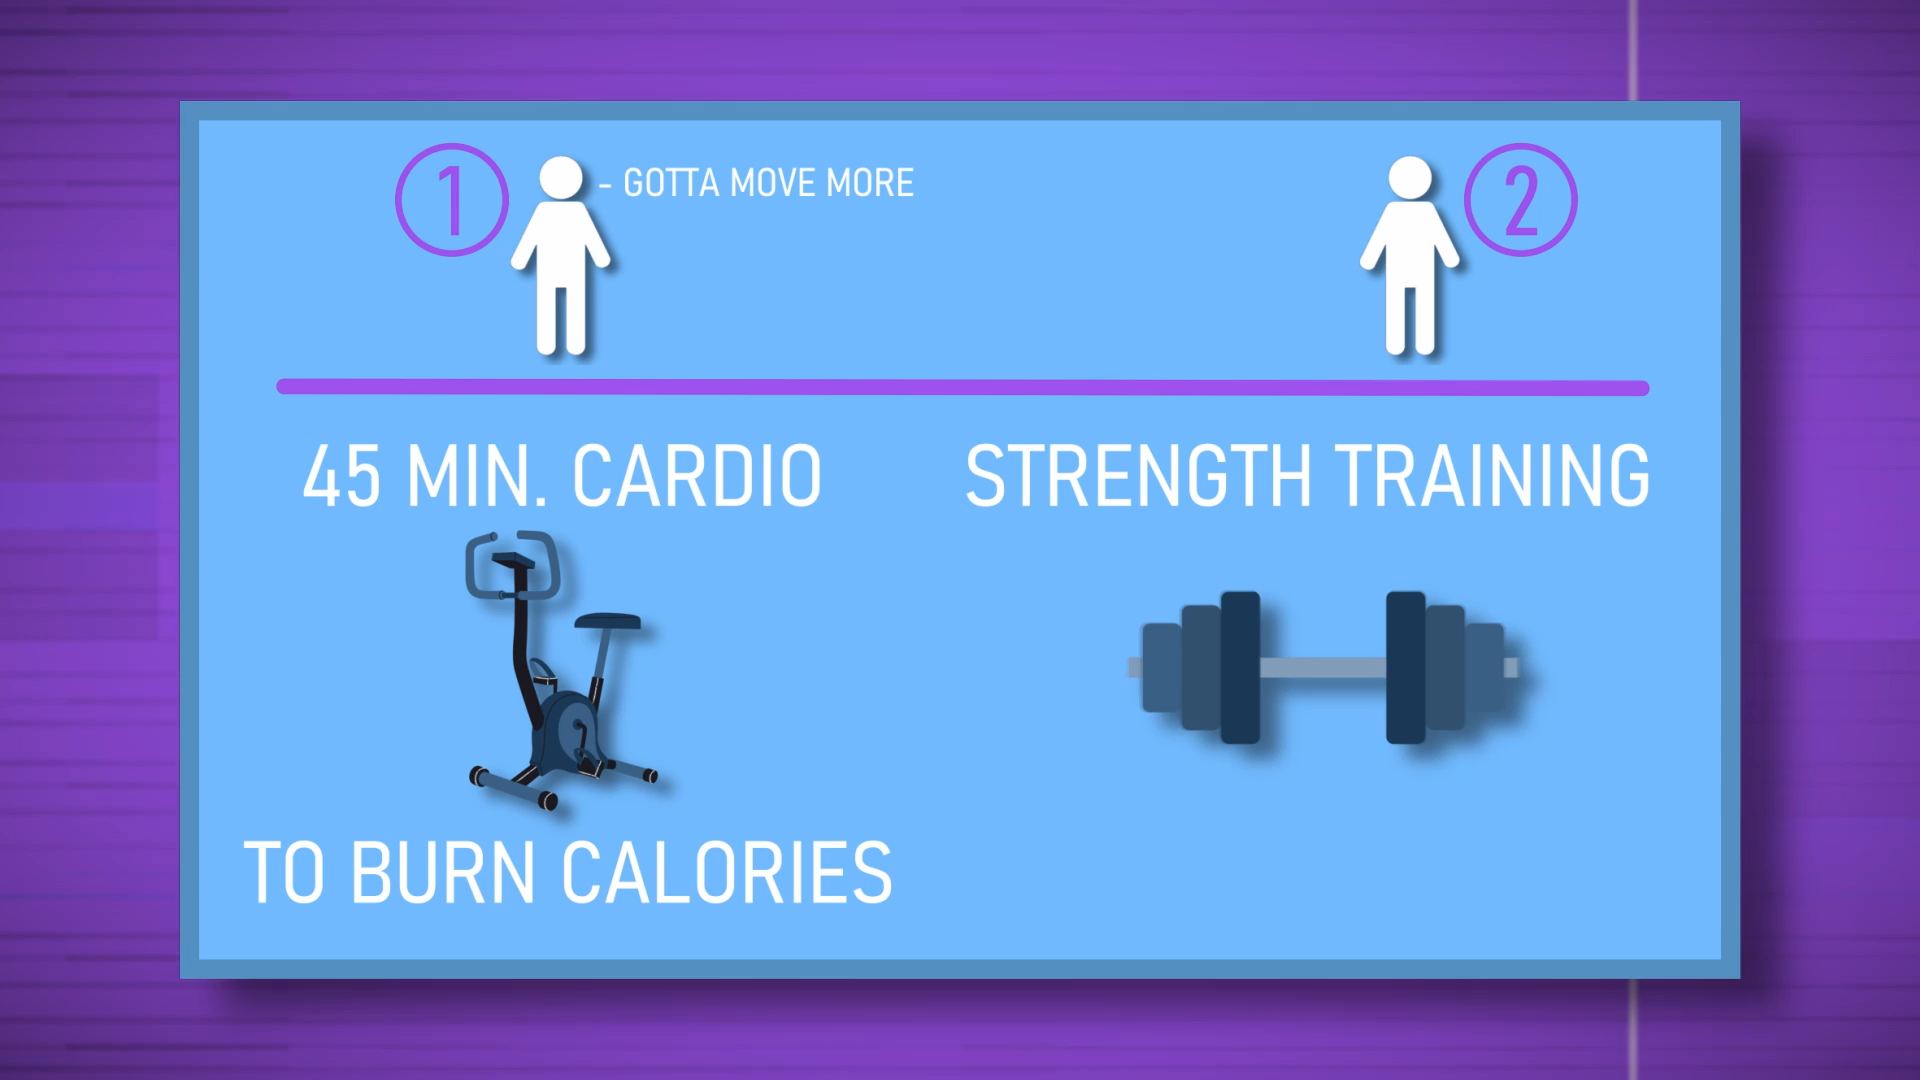 1
- GOTTA MOVE MORE
2
45 MIN. CARDIO
STRENGTH TRAINING
TO BURN CALORIES